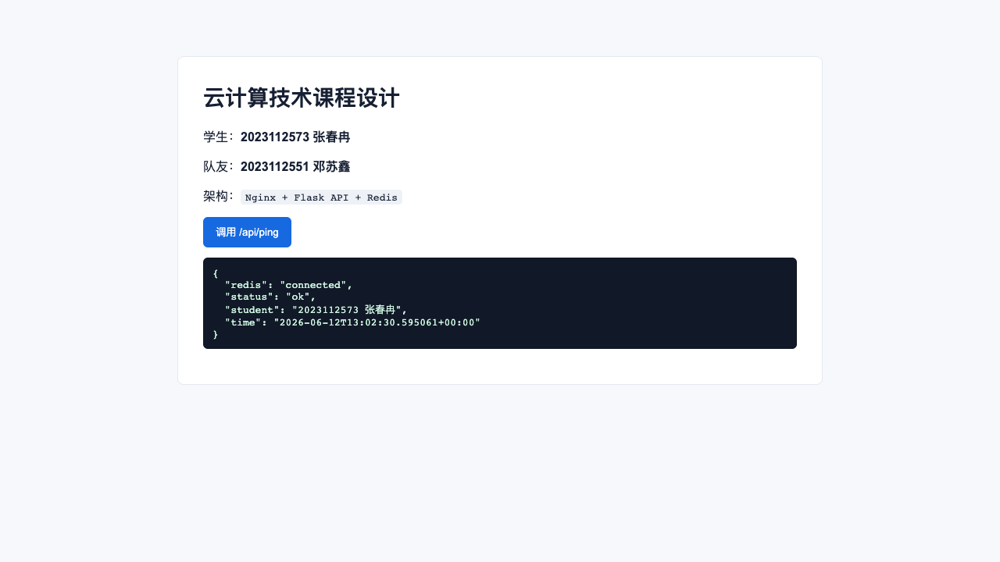 云计算技术课程设计
学生：2023112573 张春冉
队友：2023112551 邓苏鑫
架构：Nginx + Flask API + Redis
调用 /api/ping
{
  "redis": "connected",
  "status": "ok",
  "student": "2023112573 张春冉",
  "time": "2026-06-12T13:02:30.595061+00:00"
}